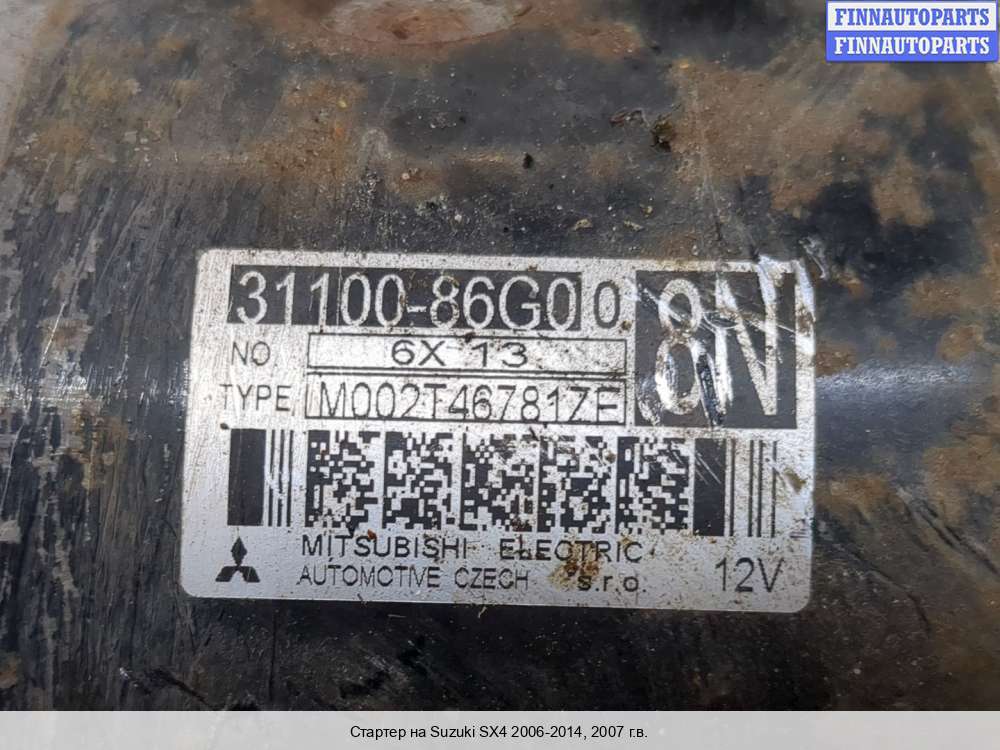 FINNAUTOPARTS
FINNAUTOPARTS
31100-86G00
8N
NO. 6X 13
TYPE M002T46781ZE
MITSUBISHI ELECTRIC
AUTOMOTIVE CZECH s.r.o. 12V
Стартер на Suzuki SX4 2006-2014, 2007 г.в.